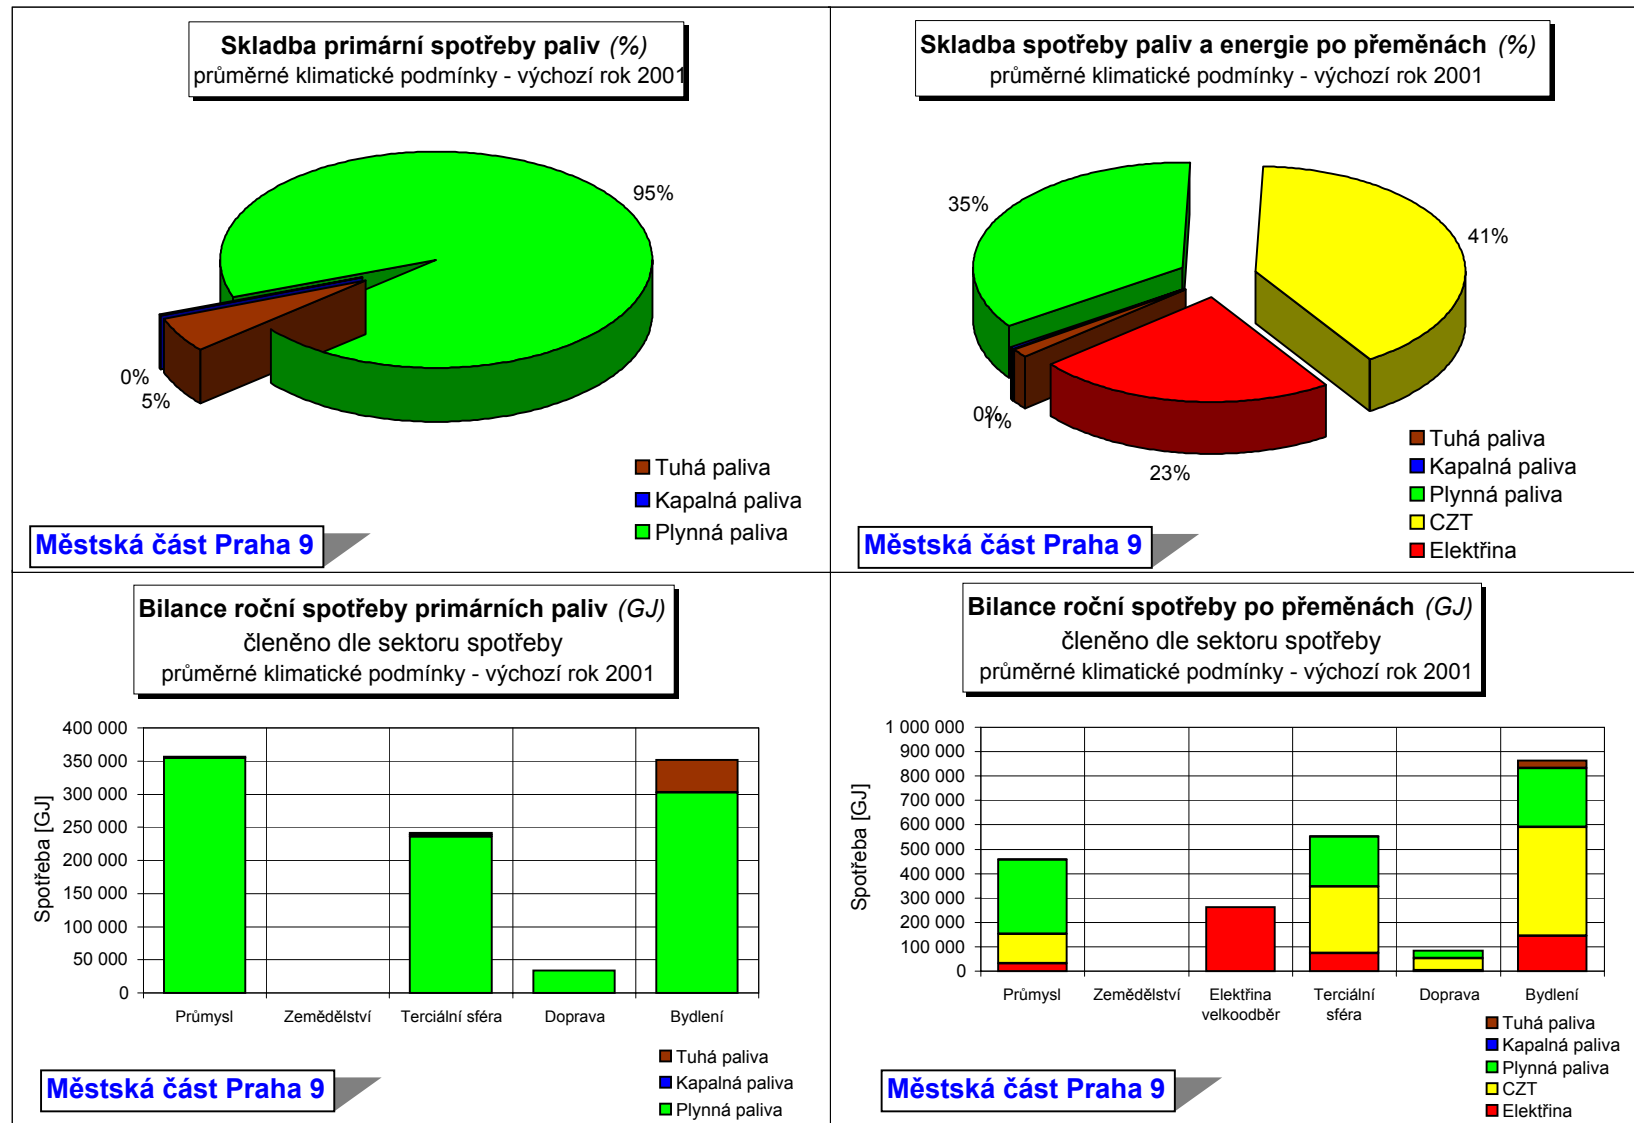 Skladba primární spotřeby paliv (%)
průměrné klimatické podmínky - výchozí rok 2001
95%
0%
5%
Tuhá paliva
Kapalná paliva
Plynná paliva
Městská část Praha 9
Skladba spotřeby paliv a energie po přeměnách (%)
průměrné klimatické podmínky - výchozí rok 2001
35%
41%
0%
1%
23%
Tuhá paliva
Kapalná paliva
Plynná paliva
CZT
Elektřina
Městská část Praha 9
Bilance roční spotřeby primárních paliv (GJ)
členěno dle sektoru spotřeby
průměrné klimatické podmínky - výchozí rok 2001
Spotřeba [GJ]
400 000
350 000
300 000
250 000
200 000
150 000
100 000
50 000
0
Průmysl Zemědělství Terciální sféra Doprava Bydlení
Tuhá paliva
Kapalná paliva
Plynná paliva
Městská část Praha 9
Bilance roční spotřeby po přeměnách (GJ)
členěno dle sektoru spotřeby
průměrné klimatické podmínky - výchozí rok 2001
Spotřeba [GJ]
1 000 000
900 000
800 000
700 000
600 000
500 000
400 000
300 000
200 000
100 000
0
Průmysl Zemědělství Elektřina Terciální Doprava Bydlení
velkoodběr sféra
Tuhá paliva
Kapalná paliva
Plynná paliva
CZT
Elektřina
Městská část Praha 9